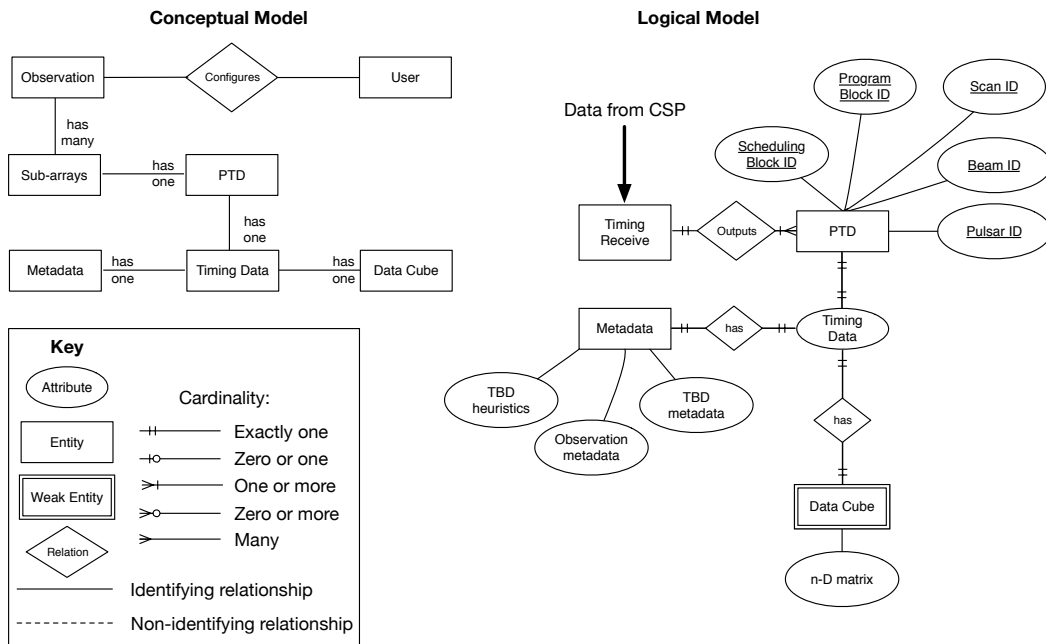 Conceptual Model
Observation
Configures
User
has
many
Sub-arrays
has
one
PTD
has
one
Metadata
has
one
Timing Data
has
one
Data Cube
Key
Attribute
Entity
Weak Entity
Relation
Cardinality:
Exactly one
Zero or one
One or more
Zero or more
Many
Identifying relationship
Non-identifying relationship
Logical Model
Data from CSP
Program
Block ID
Scan ID
Scheduling
Block ID
Beam ID
Timing
Receive
Outputs
PTD
Pulsar ID
Metadata
has
Timing
Data
TBD
heuristics
Observation
metadata
TBD
metadata
has
Data Cube
n-D matrix